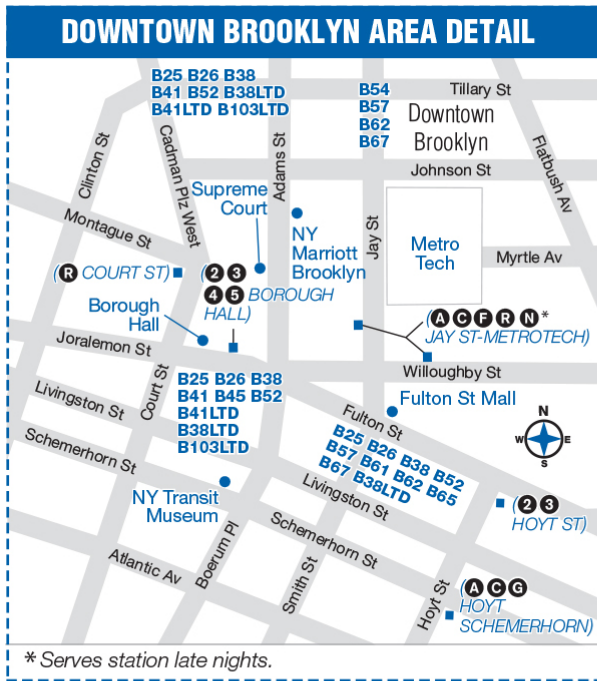 DOWNTOWN BROOKLYN AREA DETAIL
B25 B26 B38
B41 B52 B38LTD
B41LTD B103LTD
B54
B57
B62
B67
Tillary St
Downtown
Brooklyn
Johnson St
Flatbush Av
Clinton St
Cadman Plz West
Adams St
Jay St
Montague St
Supreme
Court
NY
Marriott
Brooklyn
Metro
Tech
Myrtle Av
(R COURT ST)
(2 3
4 5 BOROUGH
HALL)
Borough
Hall
(A C F R N*
JAY ST-METROTECH)
Joralemon St
Willoughby St
Court St
B25 B26 B38
B41 B45 B52
B41LTD
B38LTD
B103LTD
Fulton St Mall
Fulton St
B25 B26 B38 B52
B57 B61 B62 B65
B67 B38LTD
N
W E
S
Livingston St
Schemerhorn St
NY Transit
Museum
Livingston St
Schemerhorn St
(2 3
HOYT ST)
Atlantic Av
Boerum Pl
Smith St
Hoyt St
(A C G
HOYT
SCHEMERHORN)
* Serves station late nights.